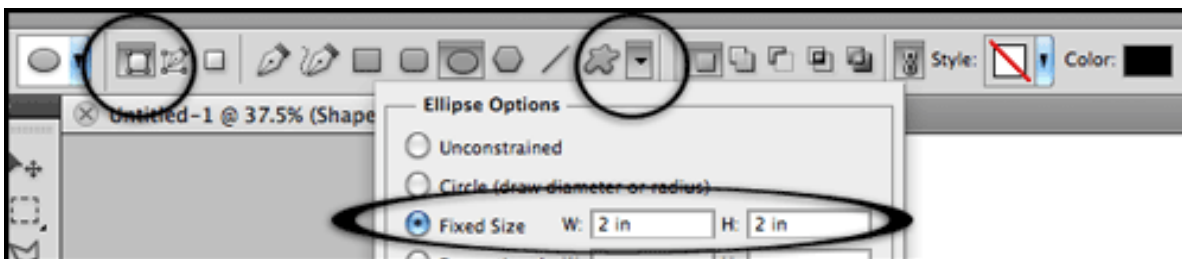 Style: Color:
Untitled-1 @ 37.5% (Shape
Ellipse Options
Unconstrained
Circle (draw diameter or radius)
Fixed Size W: 2 in H: 2 in